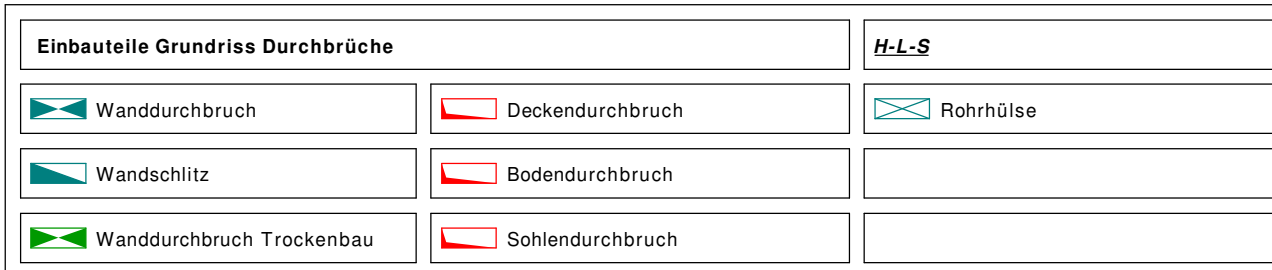 Einbauteile Grundriss Durchbrüche
H-L-S
Wanddurchbruch
Deckendurchbruch
Rohrhülse
Wandschlitz
Bodendurchbruch
Wanddurchbruch Trockenbau
Sohlendurchbruch